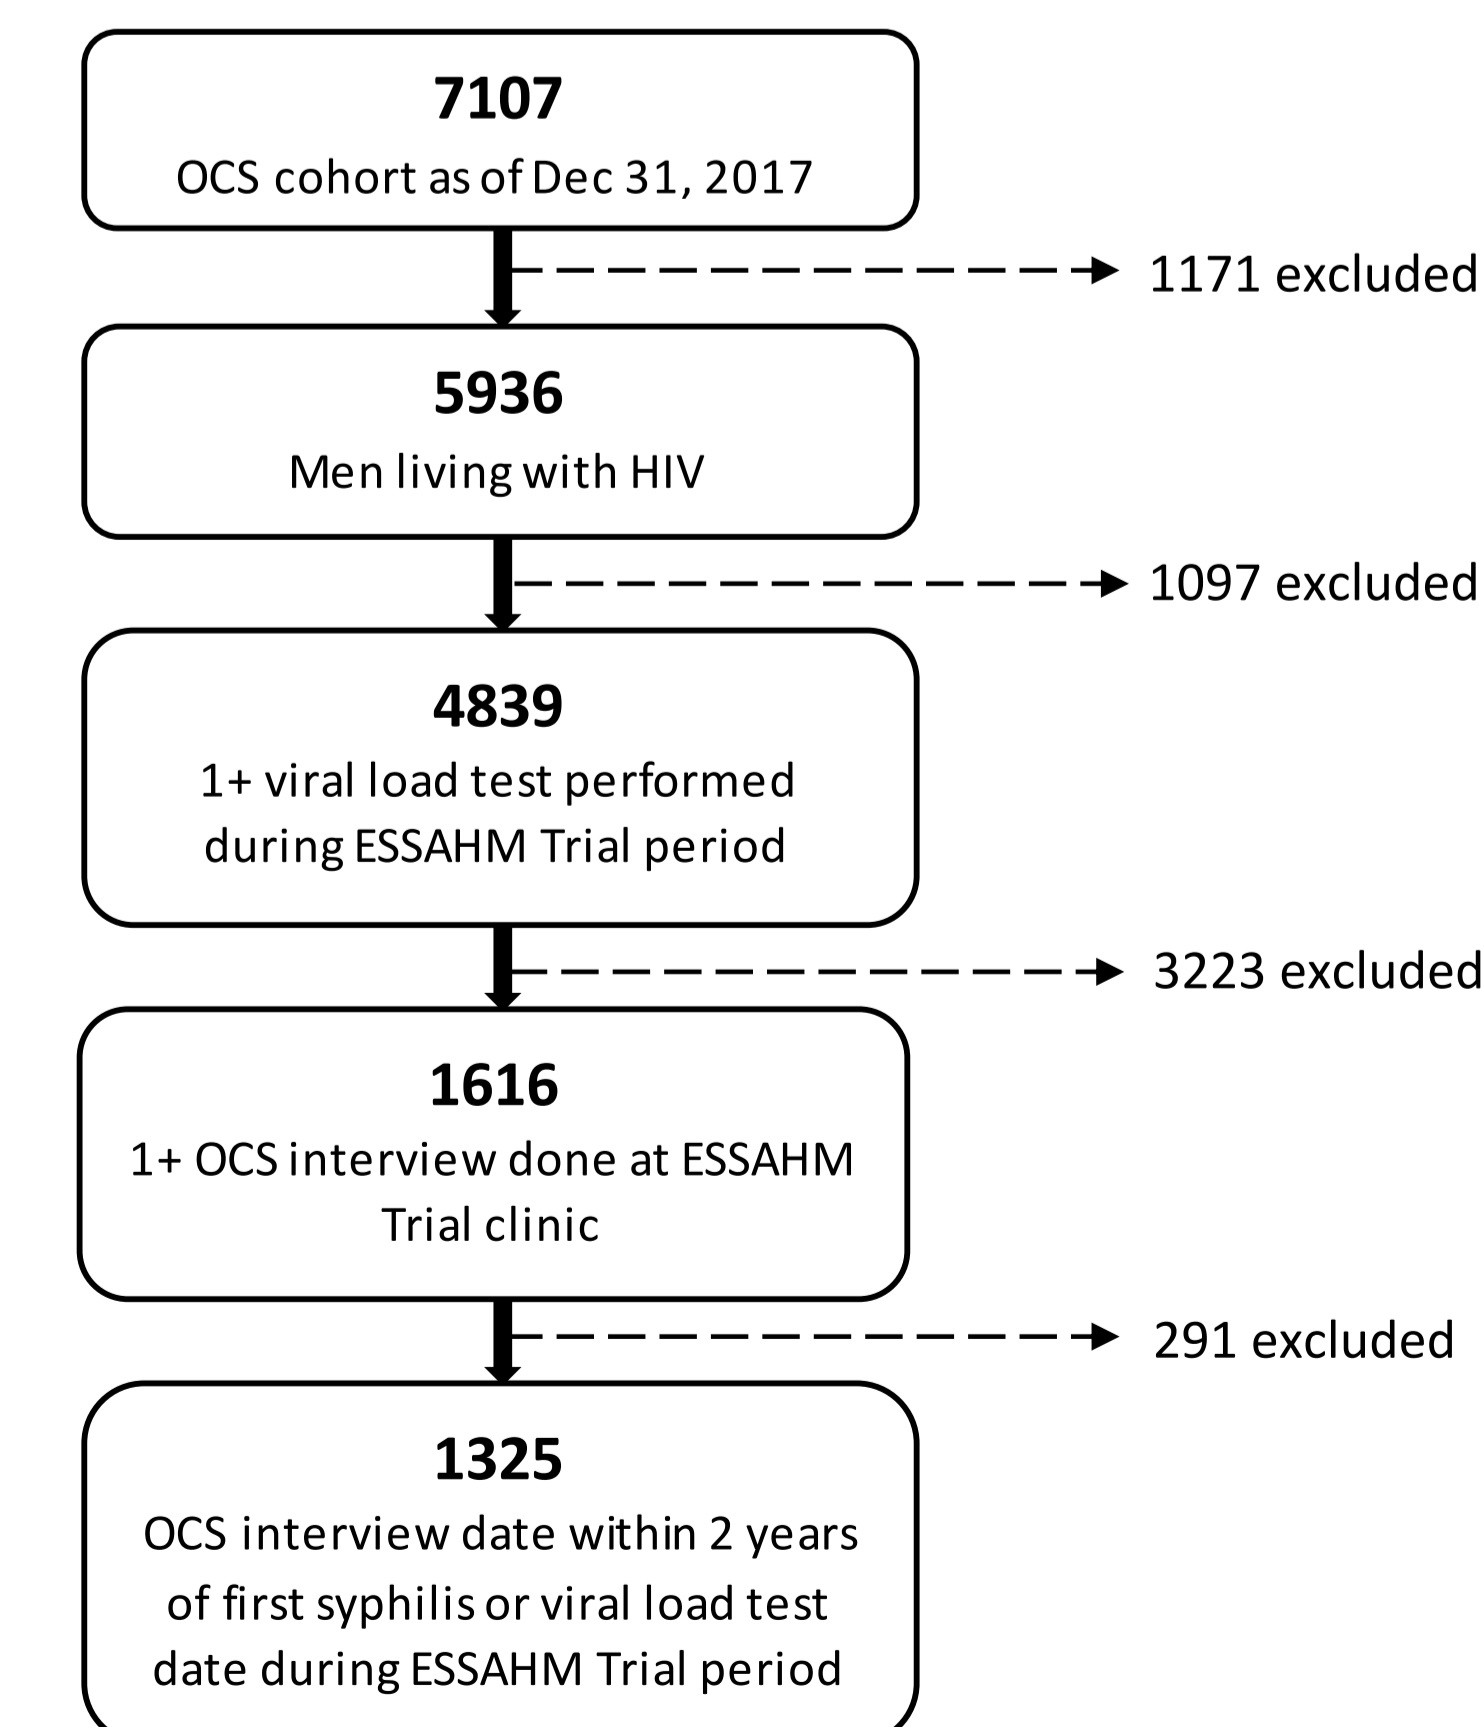 7107
OCS cohort as of Dec 31, 2017
1171 excluded
5936
Men living with HIV
1097 excluded
4839
1+ viral load test performed
during ESSAHM Trial period
3223 excluded
1616
1+ OCS interview done at ESSAHM
Trial clinic
291 excluded
1325
OCS interview date within 2 years
of first syphilis or viral load test
date during ESSAHM Trial period